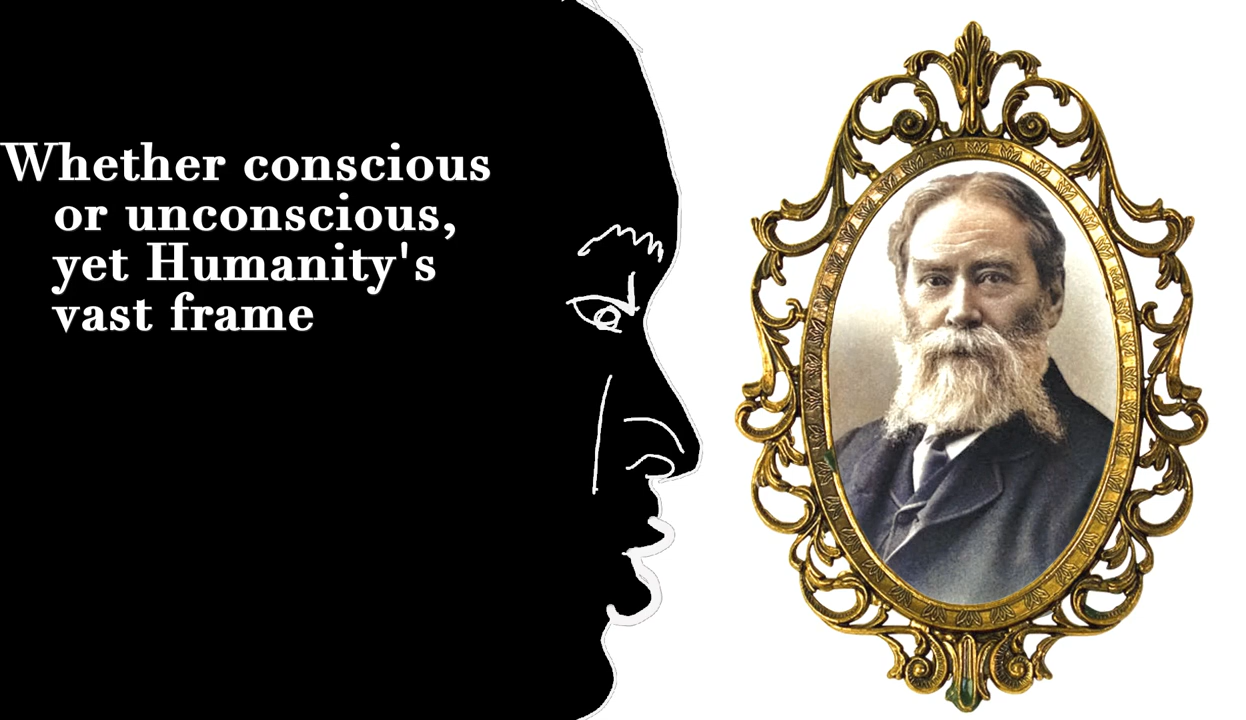 Whether conscious
or unconscious,
yet Humanity's
vast frame